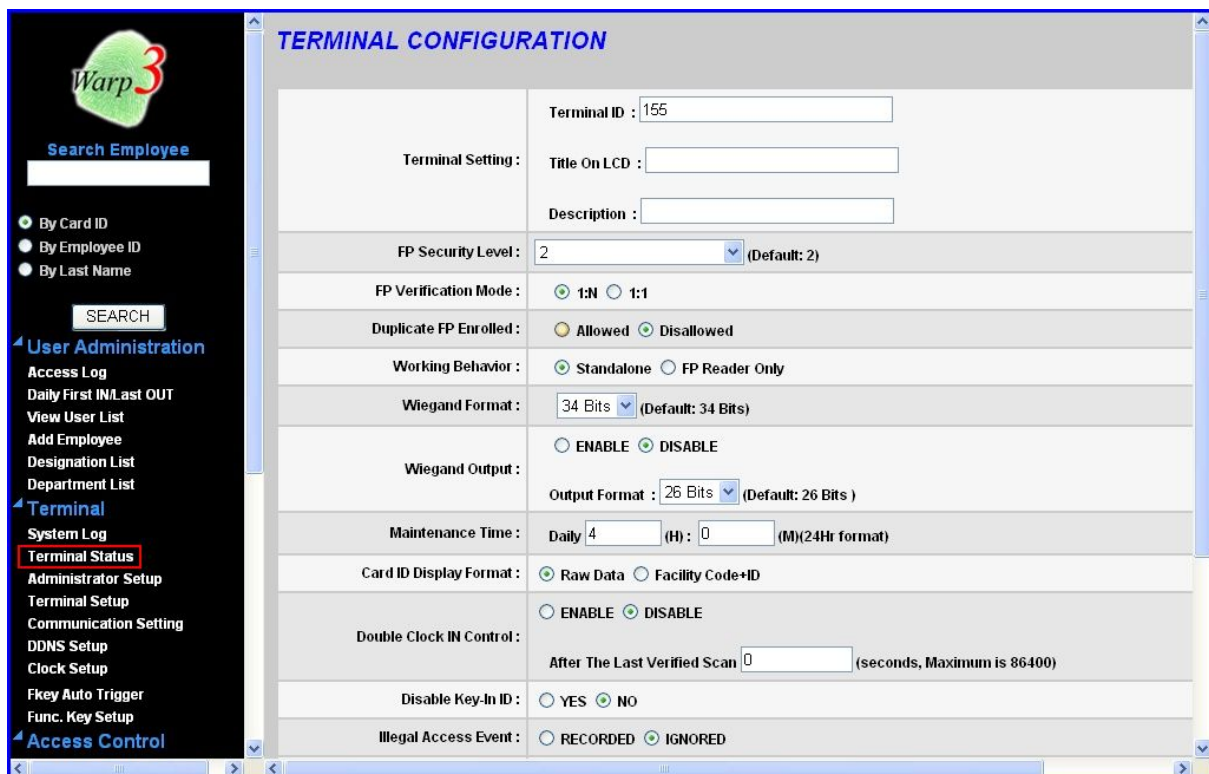 Warp 3
Search Employee
By Card ID
By Employee ID
By Last Name
SEARCH
User Administration
Access Log
Daily First IN/Last OUT
View User List
Add Employee
Designation List
Department List
Terminal
System Log
Terminal Status
Administrator Setup
Terminal Setup
Communication Setting
DDNS Setup
Clock Setup
Fkey Auto Trigger
Func. Key Setup
Access Control
TERMINAL CONFIGURATION
Terminal Setting :
Terminal ID : 155
Title On LCD :
Description :
FP Security Level : 2 (Default: 2)
FP Verification Mode : 1:N 1:1
Duplicate FP Enrolled : Allowed Disallowed
Working Behavior : Standalone FP Reader Only
Wiegand Format : 34 Bits (Default: 34 Bits)
Wiegand Output : ENABLE DISABLE
Output Format : 26 Bits (Default: 26 Bits )
Maintenance Time : Daily 4 (H) : 0 (M)(24Hr format)
Card ID Display Format : Raw Data Facility Code+ID
Double Clock IN Control : ENABLE DISABLE
After The Last Verified Scan 0 (seconds, Maximum is 86400)
Disable Key-In ID : YES NO
Illegal Access Event : RECORDED IGNORED